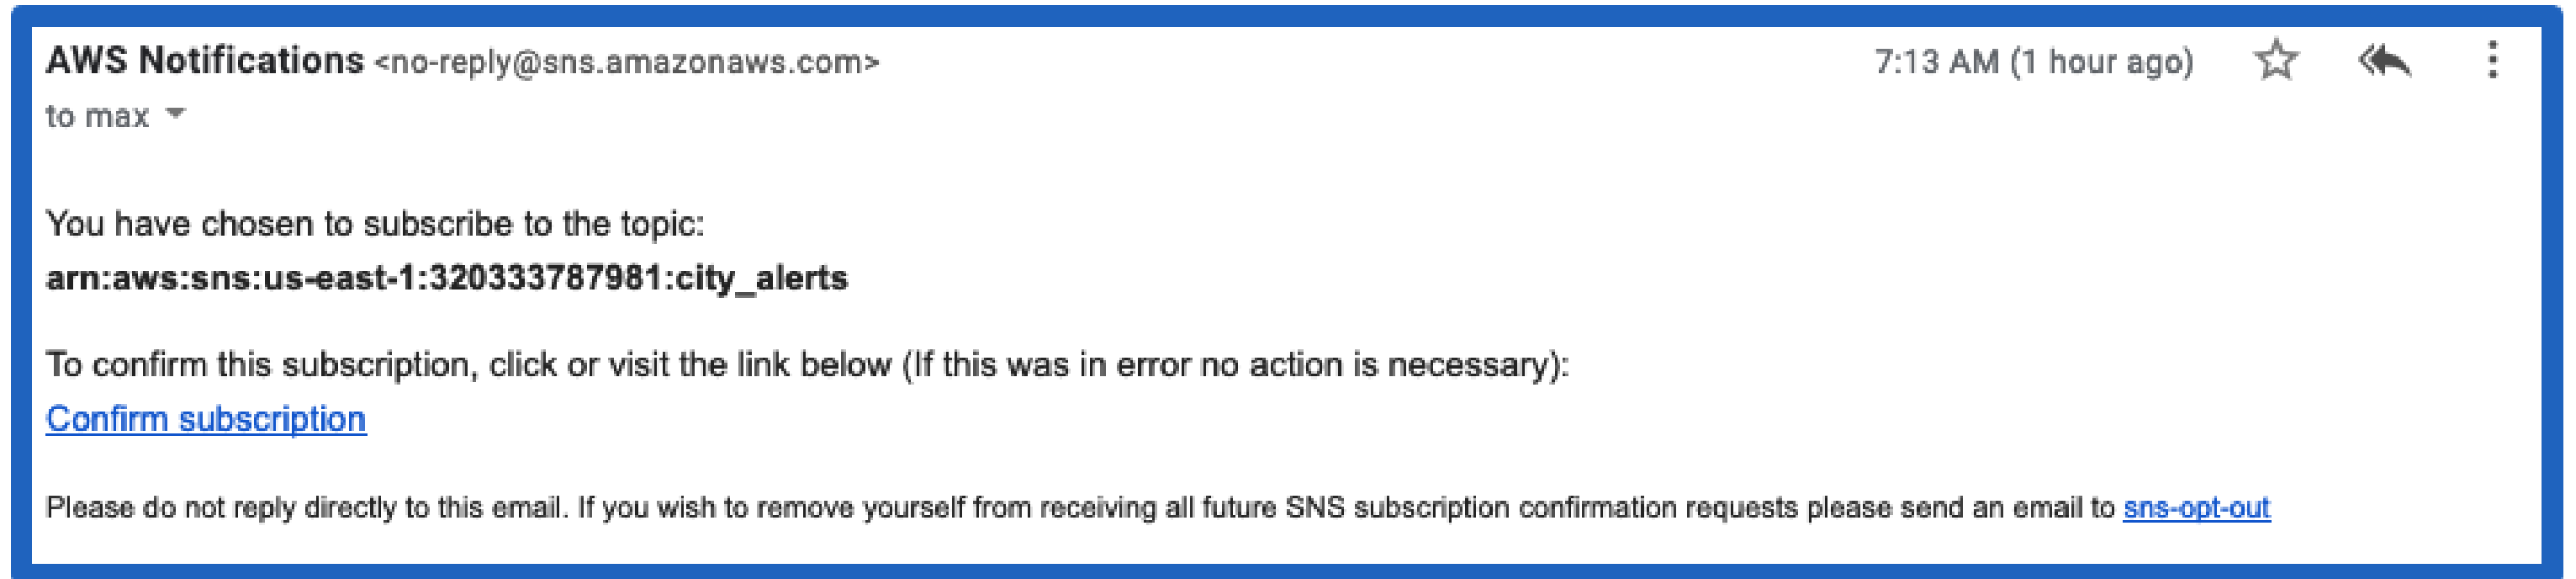 AWS Notifications <no-reply@sns.amazonaws.com> 7:13 AM (1 hour ago)
to max
You have chosen to subscribe to the topic:
arn:aws:sns:us-east-1:320333787981:city_alerts
To confirm this subscription, click or visit the link below (If this was in error no action is necessary):
Confirm subscription
Please do not reply directly to this email. If you wish to remove yourself from receiving all future SNS subscription confirmation requests please send an email to sns-opt-out